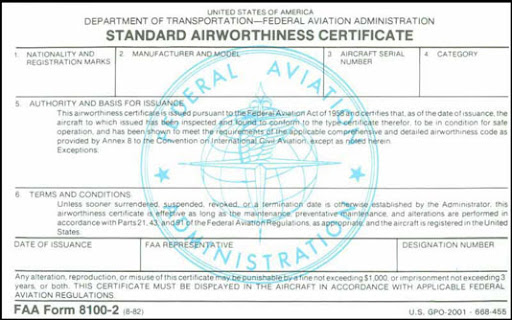 UNITED STATES OF AMERICA
DEPARTMENT OF TRANSPORTATION—FEDERAL AVIATION ADMINISTRATION
STANDARD AIRWORTHINESS CERTIFICATE
1. NATIONALITY AND REGISTRATION MARKS
2. MANUFACTURER AND MODEL
3 AIRCRAFT SERIAL NUMBER
4. CATEGORY
FEDERAL AVIATION ADMINISTRATION
5. AUTHORITY AND BASIS FOR ISSUANCE
This airworthiness certificate is issued pursuant to the Federal Aviation Act of 1958 and certifies that, as of the date of issuance, the
aircraft to which issued has been inspected and found to conform to the type certificate therefor, to be in condition for safe
operation, and has been shown to meet the requirements of the applicable comprehensive and detailed airworthiness code as
provided by Annex 8 to the Convention on International Civil Aviation, except as noted herein.
Exceptions.
6. TERMS AND CONDITIONS
Unless sooner surrendered, suspended, revoked, or a termination date is otherwise established by the Administrator, this
airworthiness certificate is effective as long as the maintenance, preventative maintenance, and alterations are performed in
accordance with Parts 21, 43, and 91 of the Federal Aviation Regulations, as appropriate, and the aircraft is registered in the United
States.
DATE OF ISSUANCE
FAA REPRESENTATIVE
DESIGNATION NUMBER
Any alteration, reproduction, or misuse of this certificate may be punishable by a fine not exceeding $1,000, or imprisonment not exceeding 3
years, or both. THIS CERTIFICATE MUST BE DISPLAYED IN THE AIRCRAFT IN ACCORDANCE WITH APPLICABLE FEDERAL
AVIATION REGULATIONS.
FAA Form 8100-2 (8-82)
U.S. GPO-2001 - 668-455